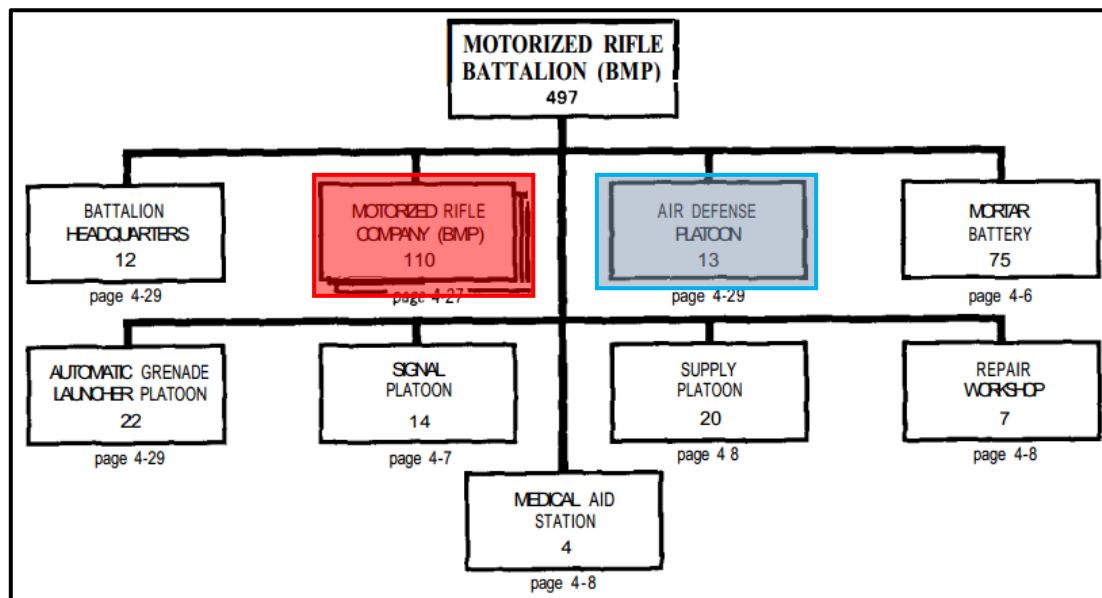 MOTORIZED RIFLE
BATTALION (BMP)
497
BATTALION
HEADQUARTERS
12
page 4-29
MOTORIZED RIFLE
COMPANY (BMP)
110
page 4-27
AIR DEFENSE
PLATOON
13
page 4-29
MORTAR
BATTERY
75
page 4-6
AUTOMATIC GRENADE
LAUNCHER PLATOON
22
page 4-29
SIGNAL
PLATOON
14
page 4-7
SUPPLY
PLATOON
20
page 4 8
REPAIR
WORKSHOP
7
page 4-8
MEDICAL AID
STATION
4
page 4-8